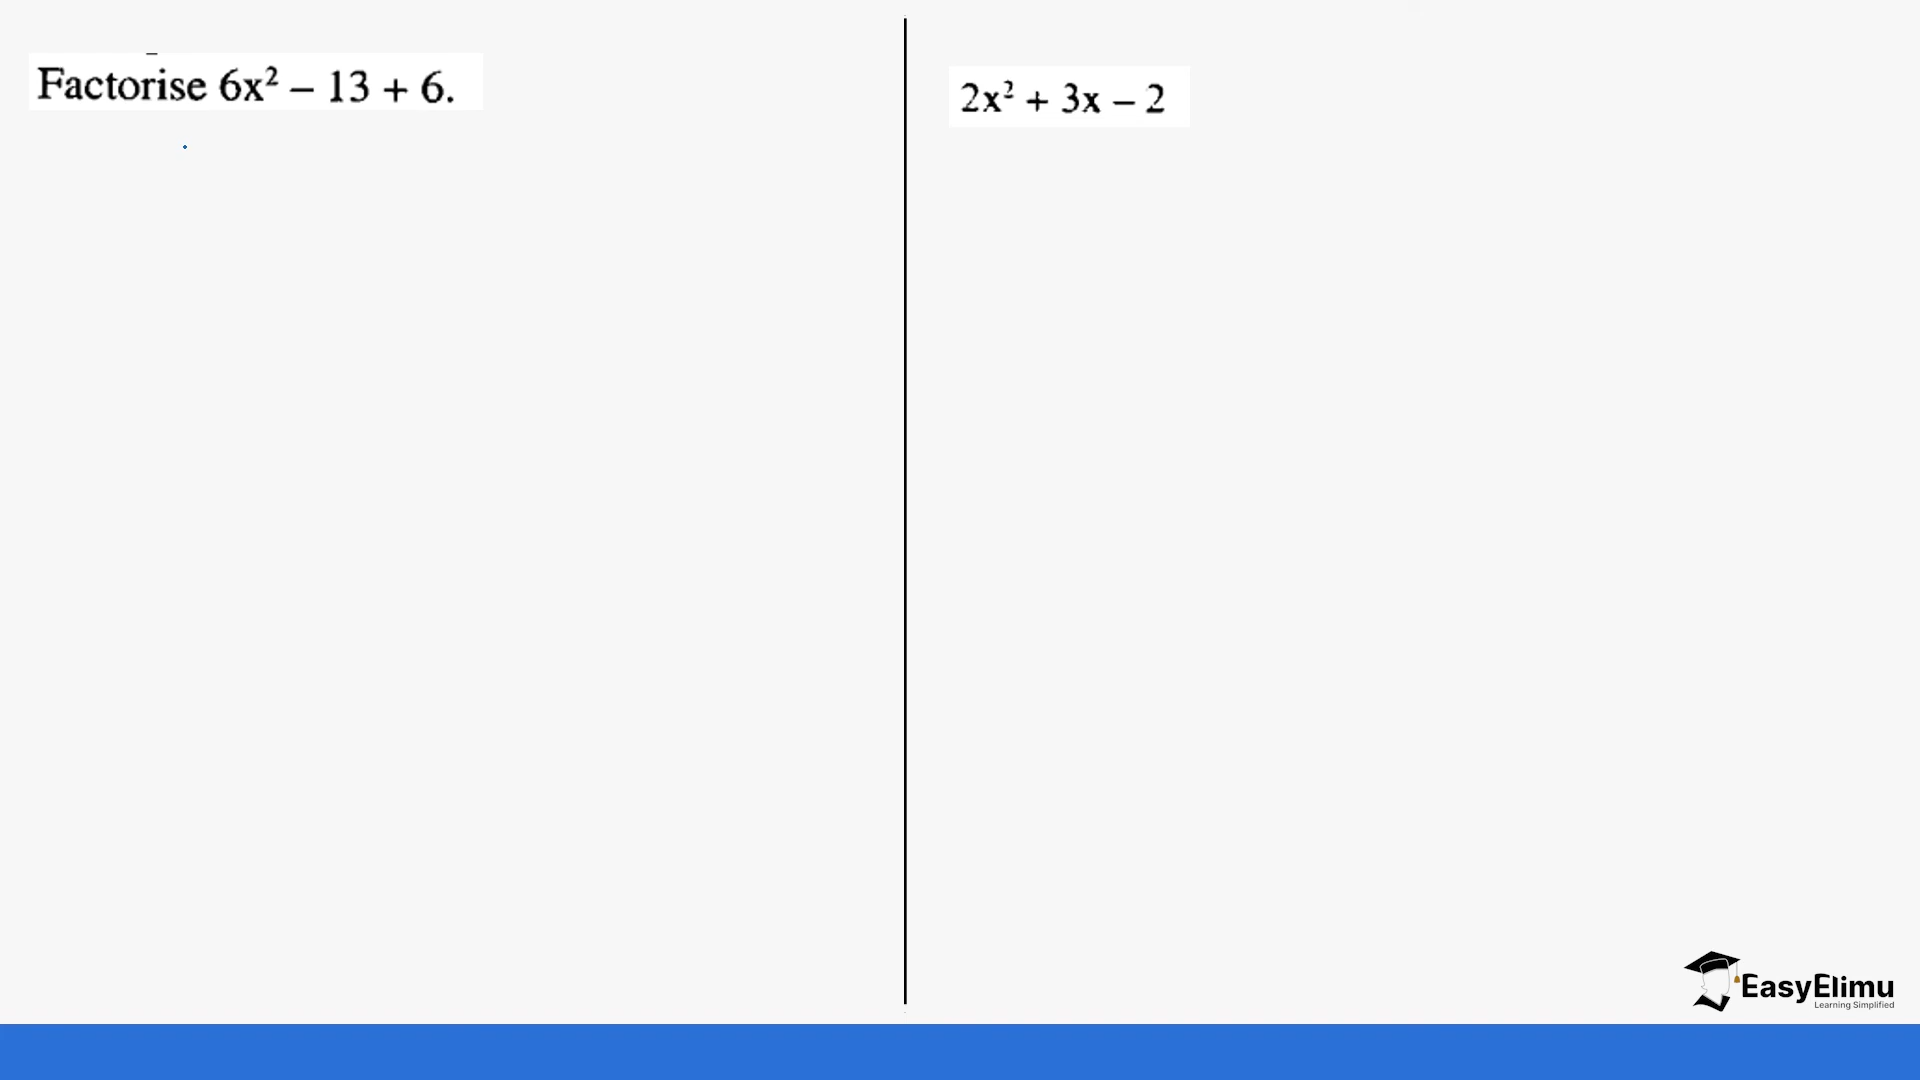 Factorise 6x² – 13 + 6.
2x² + 3x – 2
EasyElimu
Learning Simplified